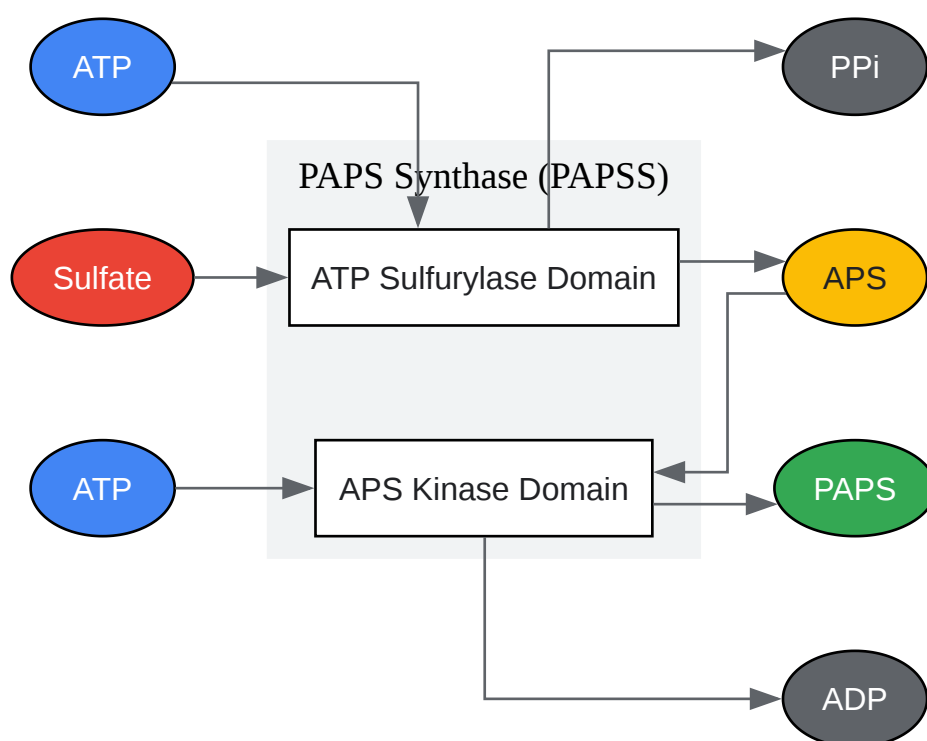 ATP
PPi
PAPS Synthase (PAPSS)
Sulfate
ATP Sulfurylase Domain
APS
ATP
APS Kinase Domain
PAPS
ADP